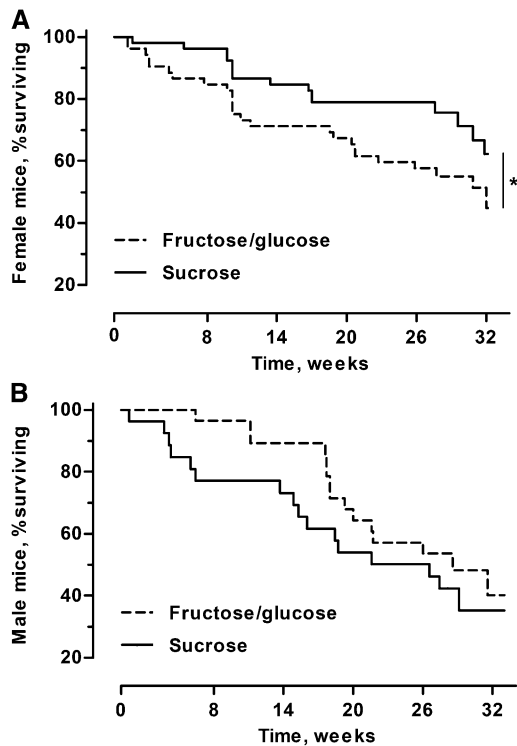 A
Female mice, %surviving
100
80
60
40
20
*
Fructose/glucose
Sucrose
0 8 14 20 26 32
Time, weeks
B
Male mice, %surviving
100
80
60
40
20
Fructose/glucose
Sucrose
0 8 14 20 26 32
Time, weeks